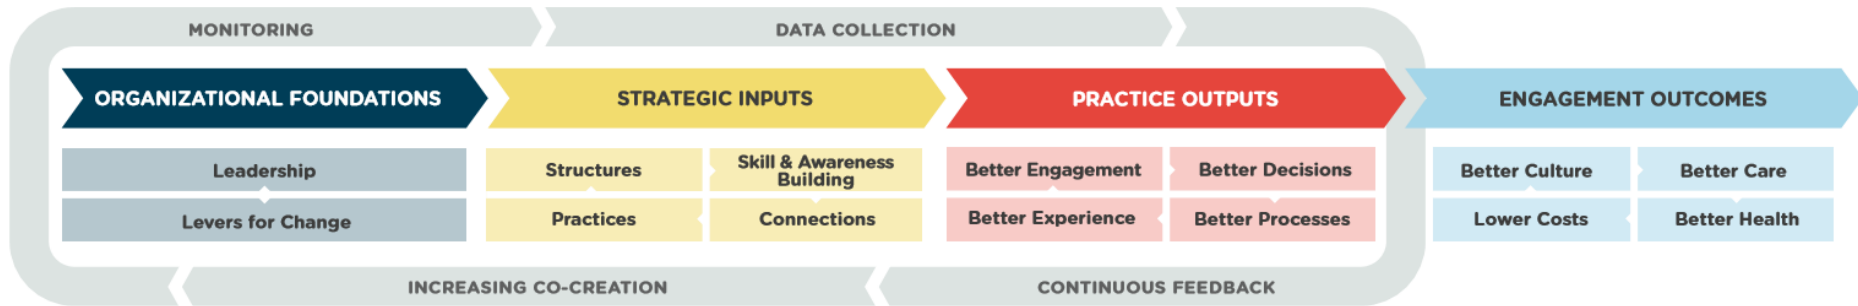 MONITORING
DATA COLLECTION
ORGANIZATIONAL FOUNDATIONS
STRATEGIC INPUTS
PRACTICE OUTPUTS
ENGAGEMENT OUTCOMES
Leadership
Levers for Change
Structures
Skill & Awareness
Building
Practices
Connections
Better Engagement
Better Decisions
Better Experience
Better Processes
Better Culture
Better Care
Lower Costs
Better Health
INCREASING CO-CREATION
CONTINUOUS FEEDBACK